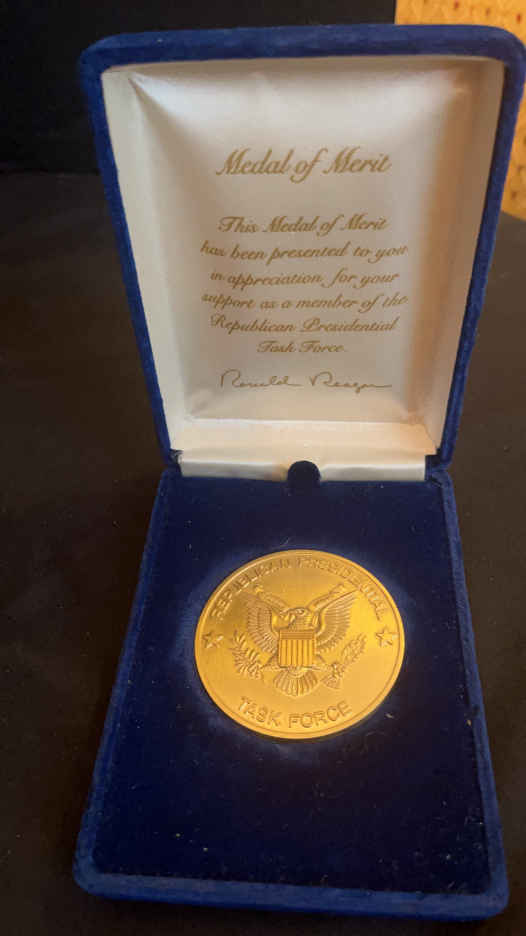 Medal of Merit
This Medal of Merit
has been presented to you
in appreciation for your
support as a member of the
Republican Presidential
Task Force.
Ronald Reagan
REPUBLICAN PRESIDENTIAL
TASK FORCE